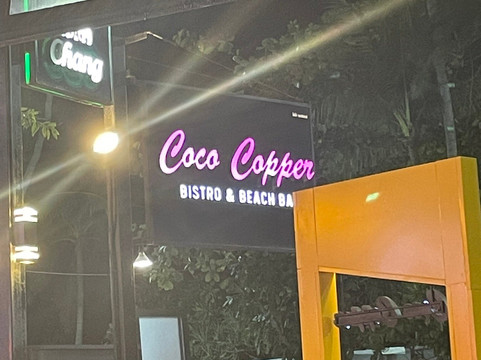 Chang
Coco Copper
BISTRO & BEACH BA